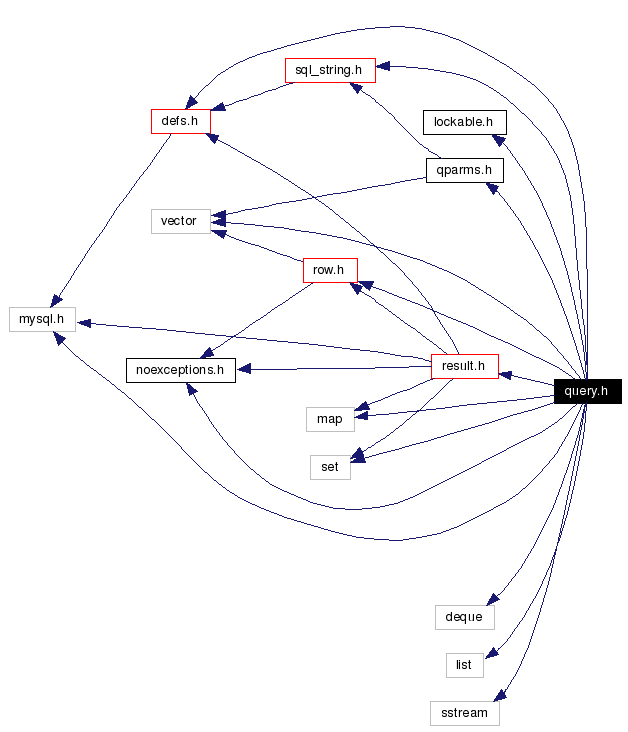 sql_string.h
defs.h
lockable.h
qparms.h
vector
row.h
mysql.h
noexceptions.h
result.h
query.h
map
set
deque
list
sstream